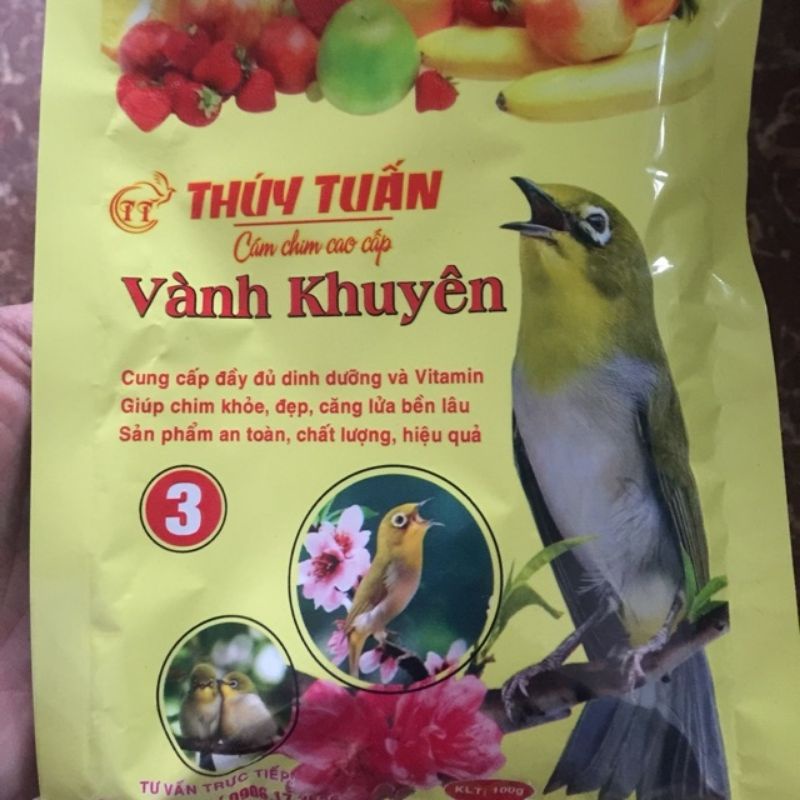 TT
THÚY TUẤN
Cám chim cao cấp
Vành Khuyên
Cung cấp đầy đủ dinh dưỡng và Vitamin
Giúp chim khỏe, đẹp, căng lửa bền lâu
Sản phẩm an toàn, chất lượng, hiệu quả
3
TƯ VẤN TRỰC TIẾP
KLT: 100g